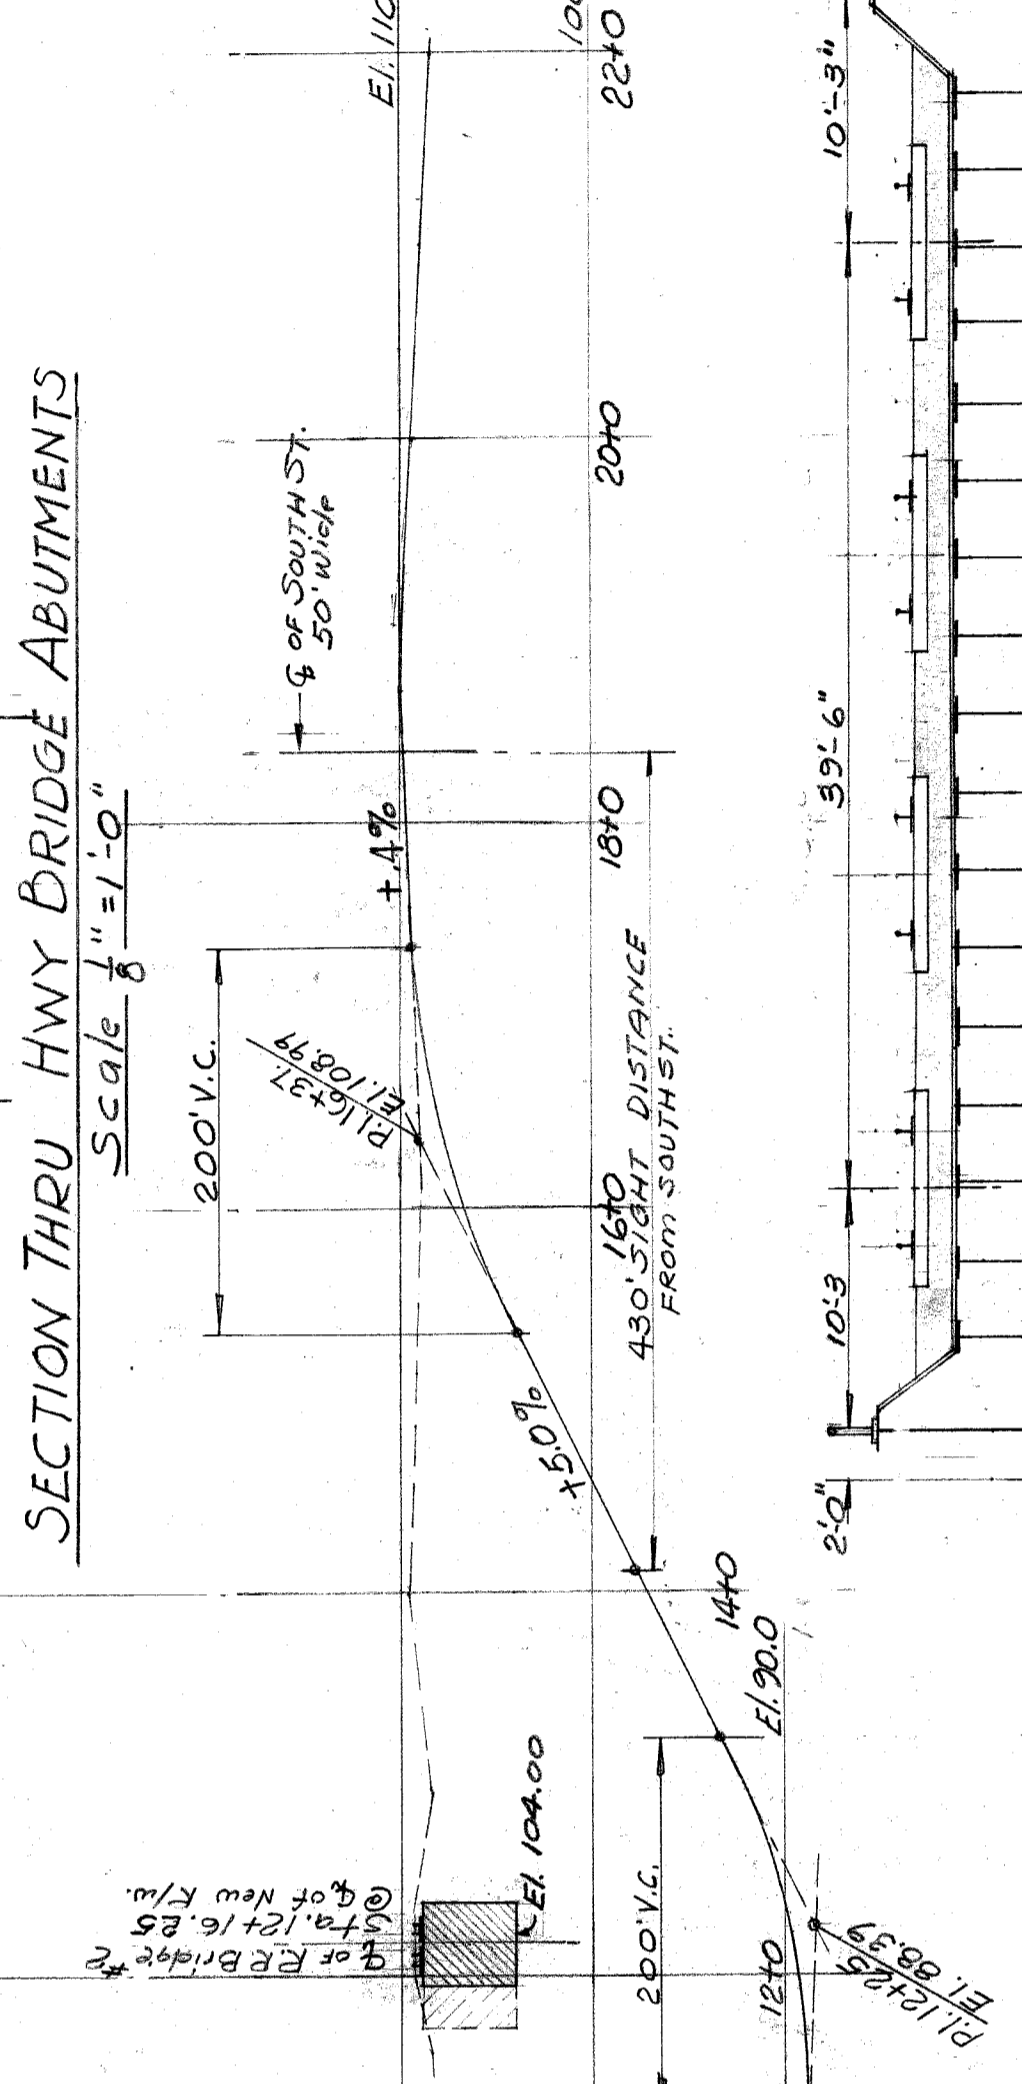 SECTION THRU HWY BRIDGE ABUTMENTS
Scale 1/8" = 1'-0"
℄ of R.R. Bridge #2
Sta. 12+16.25
@ ℄ of New R/W.
El. 104.00
200' V.C.
P.I. 16+37.
El. 108.99
+.4%
℄ OF SOUTH ST.
50' Wide
El. 110
100
+5.0%
200' V.C.
P.I. 12+25
El. 88.39
El. 90.0
12+0
14+0
16+0
18+0
20+0
22+0
430' SIGHT DISTANCE
FROM SOUTH ST.
2'-0"
10'-3
39'-6"
10'-3"